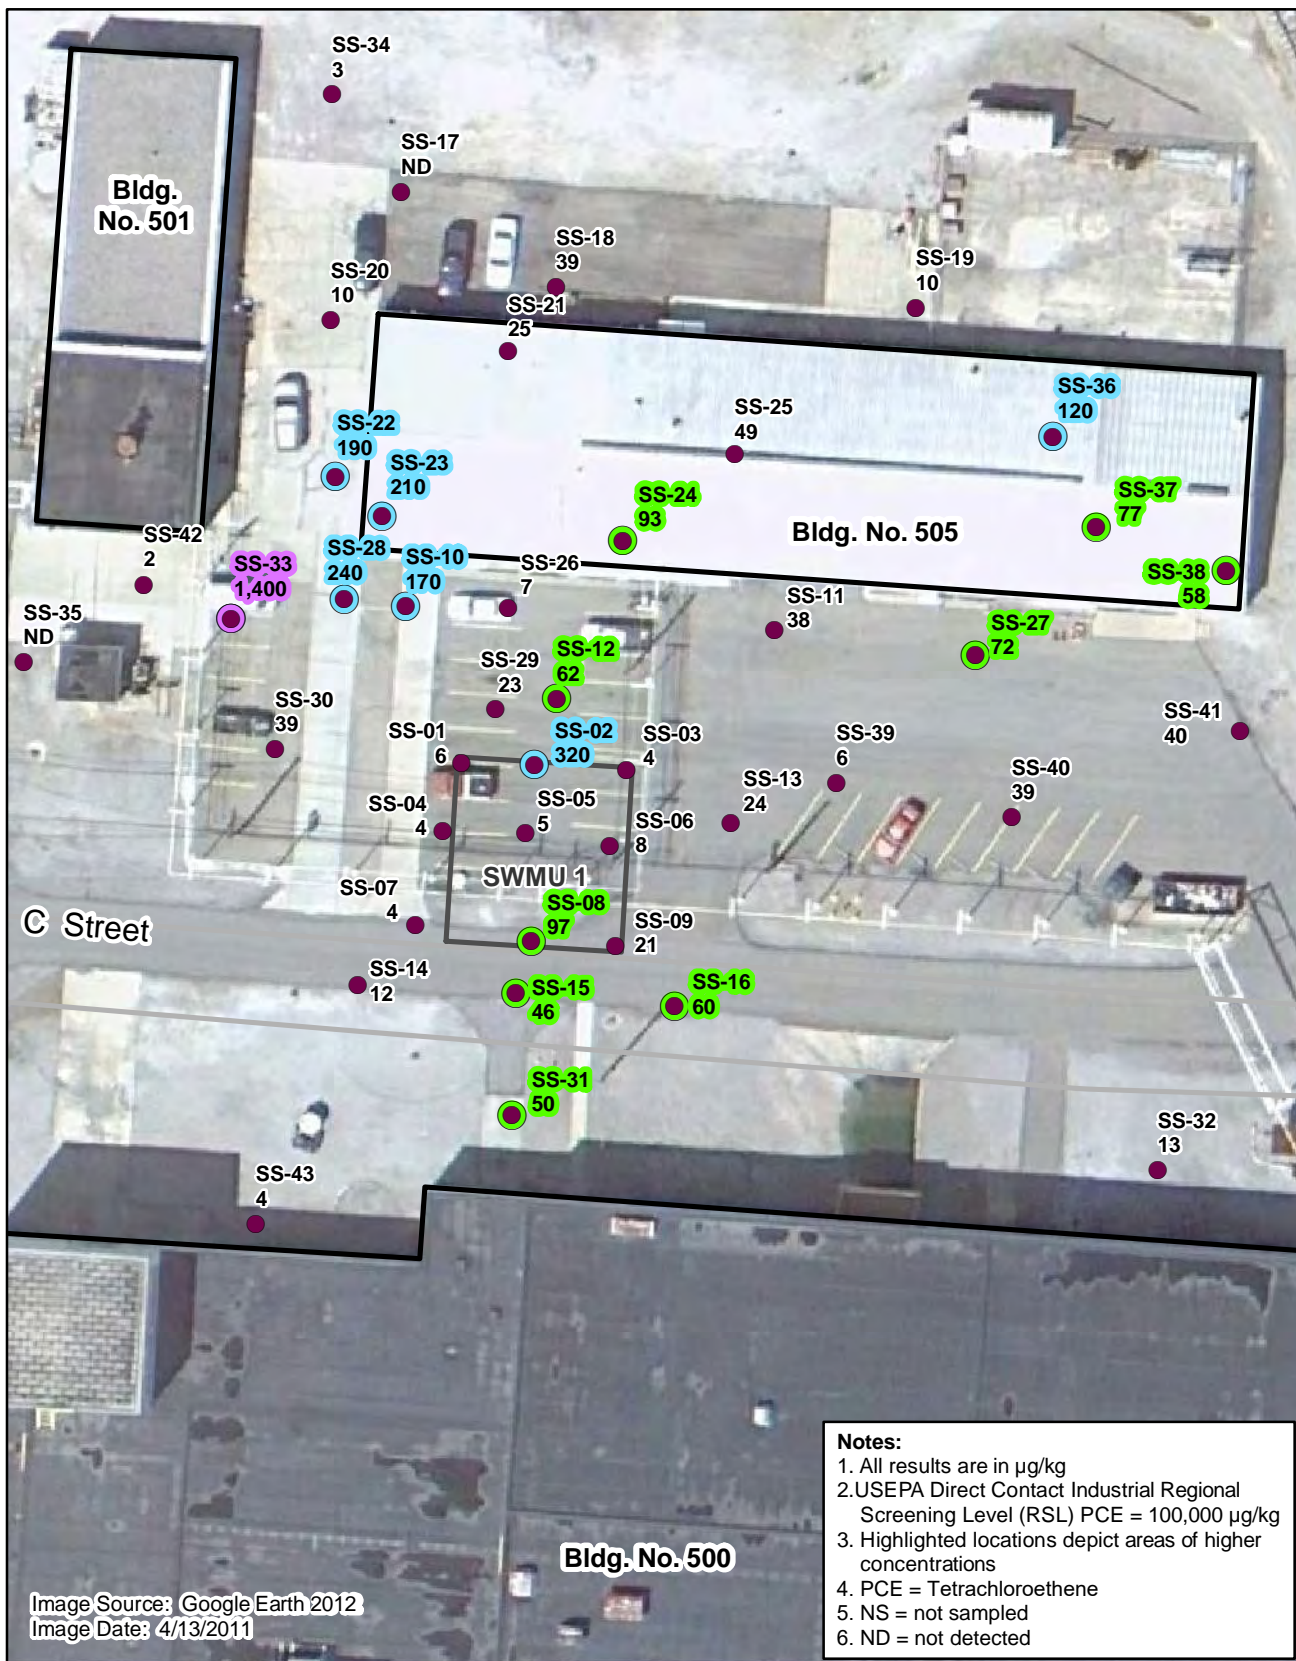 SS-34
3
SS-17
ND
Bldg.
No. 501
SS-18
39
SS-19
10
SS-20
10
SS-21
25
SS-36
120
SS-25
49
SS-22
190
SS-23
210
SS-24
93
SS-37
77
Bldg. No. 505
SS-42
2
SS-33
1,400
SS-28
240
SS-10
170
SS-26
7
SS-38
58
SS-11
38
SS-35
ND
SS-27
72
SS-12
62
SS-29
23
SS-30
39
SS-01
6
SS-02
320
SS-03
4
SS-39
6
SS-41
40
SS-40
39
SS-13
24
SS-04
4
SS-05
5
SS-06
8
SWMU 1
SS-07
4
SS-08
97
SS-09
21
C Street
SS-14
12
SS-15
46
SS-16
60
SS-31
50
SS-32
13
SS-43
4
Bldg. No. 500
Image Source: Google Earth 2012
Image Date: 4/13/2011
Notes:
1. All results are in µg/kg
2.USEPA Direct Contact Industrial Regional
Screening Level (RSL) PCE = 100,000 µg/kg
3. Highlighted locations depict areas of higher
concentrations
4. PCE = Tetrachloroethene
5. NS = not sampled
6. ND = not detected